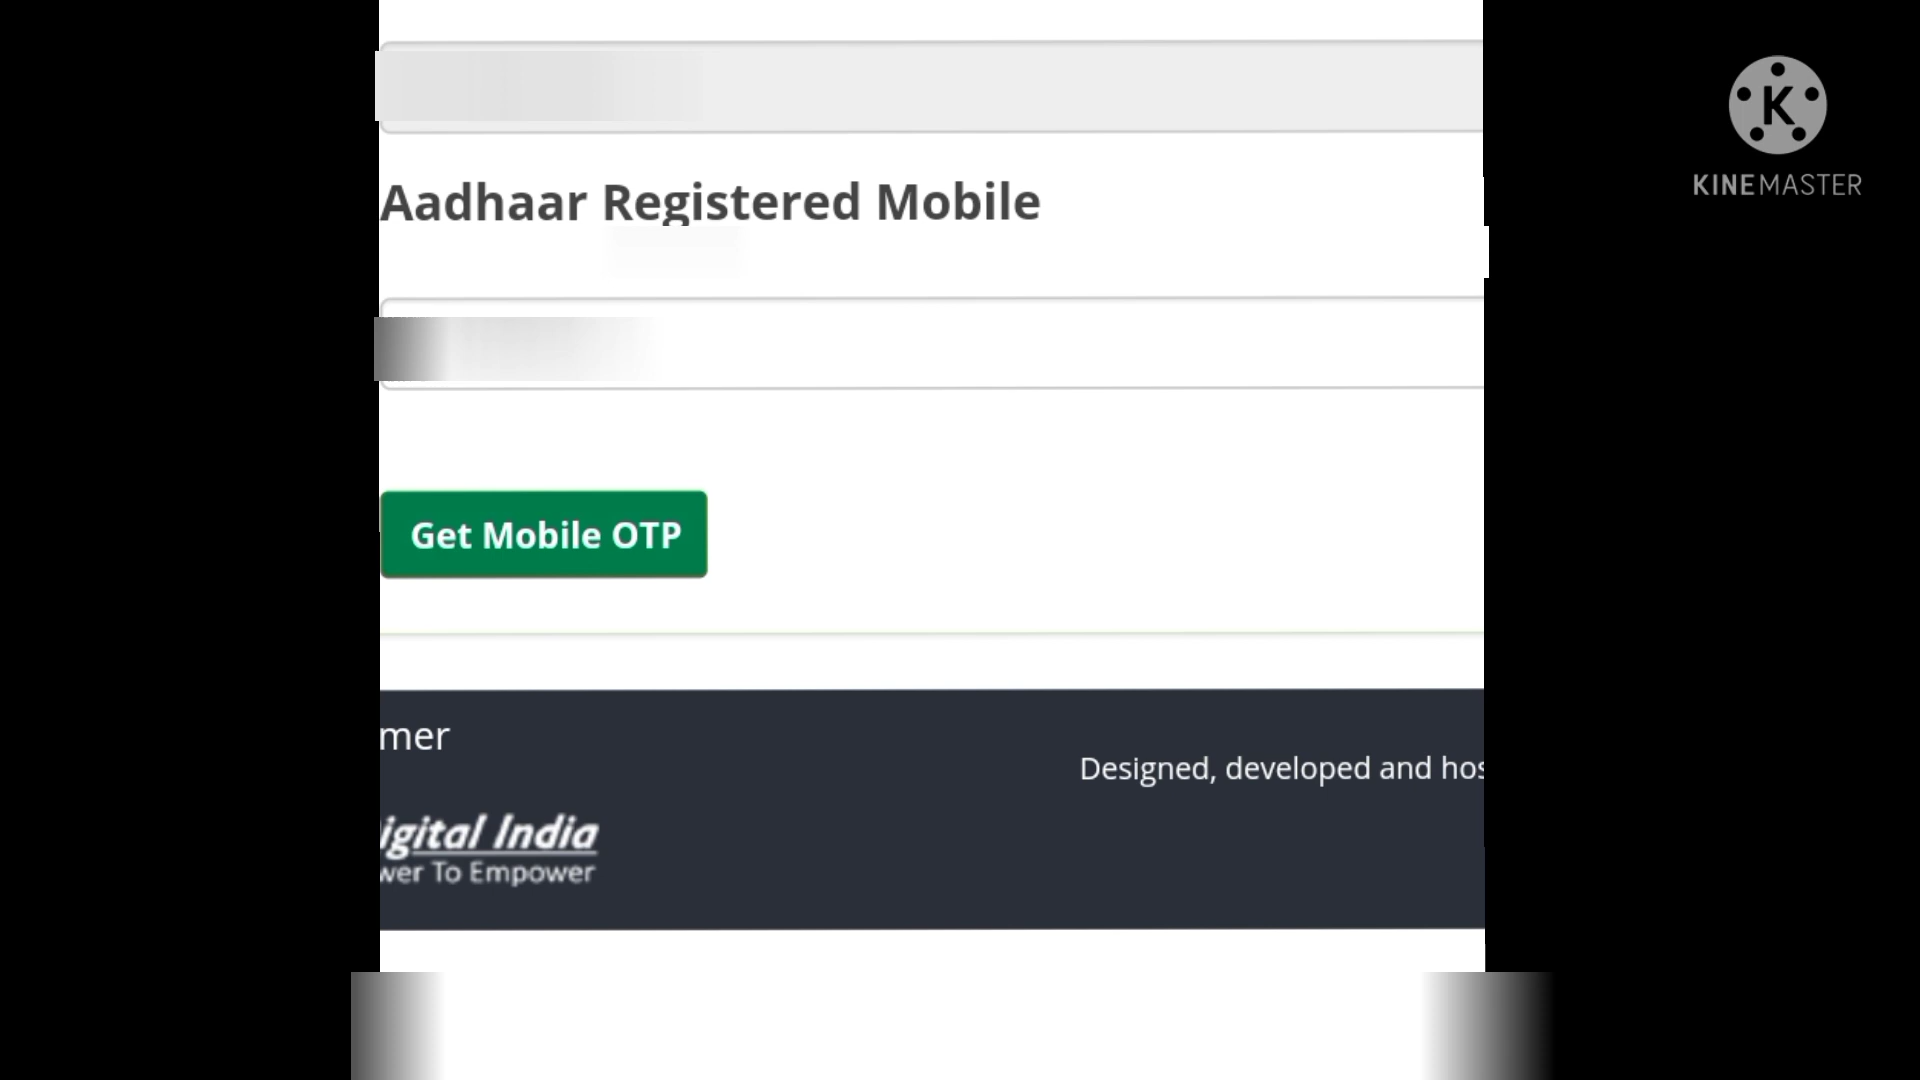 K
KINEMASTER
Aadhaar Registered Mobile
Get Mobile OTP
mer
Designed, developed and hos
igital India
wer To Empower